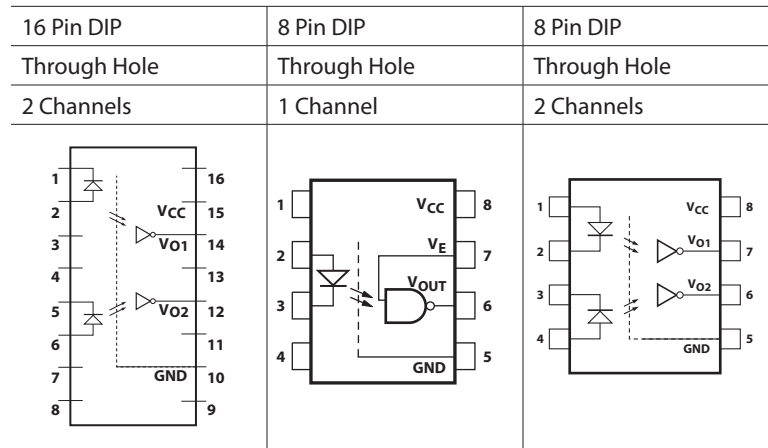 16 Pin DIP
8 Pin DIP
8 Pin DIP
Through Hole
Through Hole
Through Hole
2 Channels
1 Channel
2 Channels
1
2
3
4
5
6
7
8
16
VCC 15
VO1 14
13
VO2 12
11
GND 10
9
1
2
3
4
VCC 8
VE 7
VOUT 6
GND 5
1
2
3
4
VCC 8
VO1 7
VO2 6
GND 5